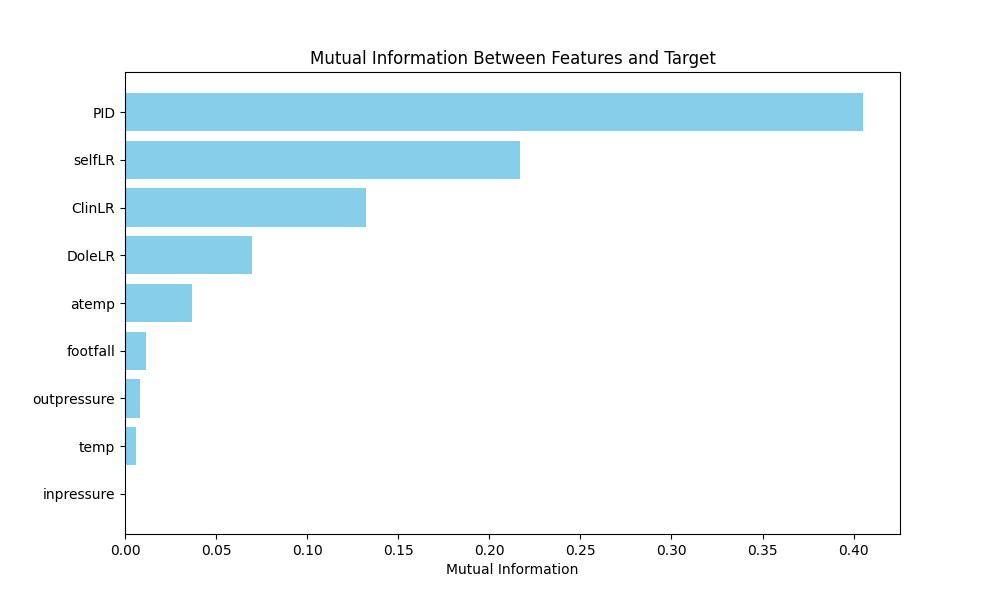 Mutual Information Between Features and Target
PID
selfLR
ClinLR
DoleLR
atemp
footfall
outpressure
temp
inpressure
0.00 0.05 0.10 0.15 0.20 0.25 0.30 0.35 0.40
Mutual Information